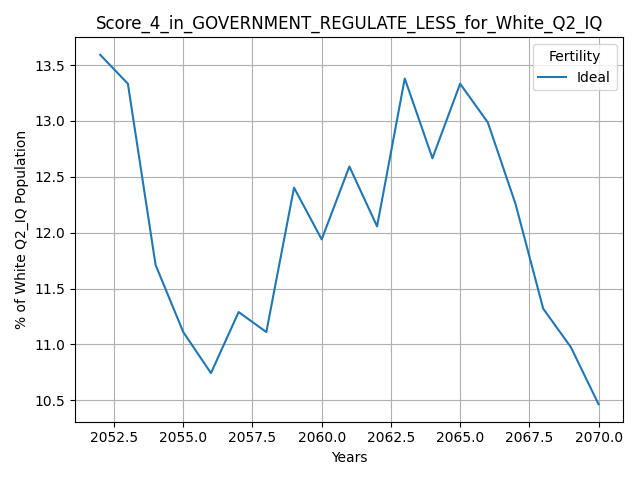 Score_4_in_GOVERNMENT_REGULATE_LESS_for_White_Q2_IQ
Fertility
Ideal
% of White Q2_IQ Population
13.5
13.0
12.5
12.0
11.5
11.0
10.5
2052.5 2055.0 2057.5 2060.0 2062.5 2065.0 2067.5 2070.0
Years